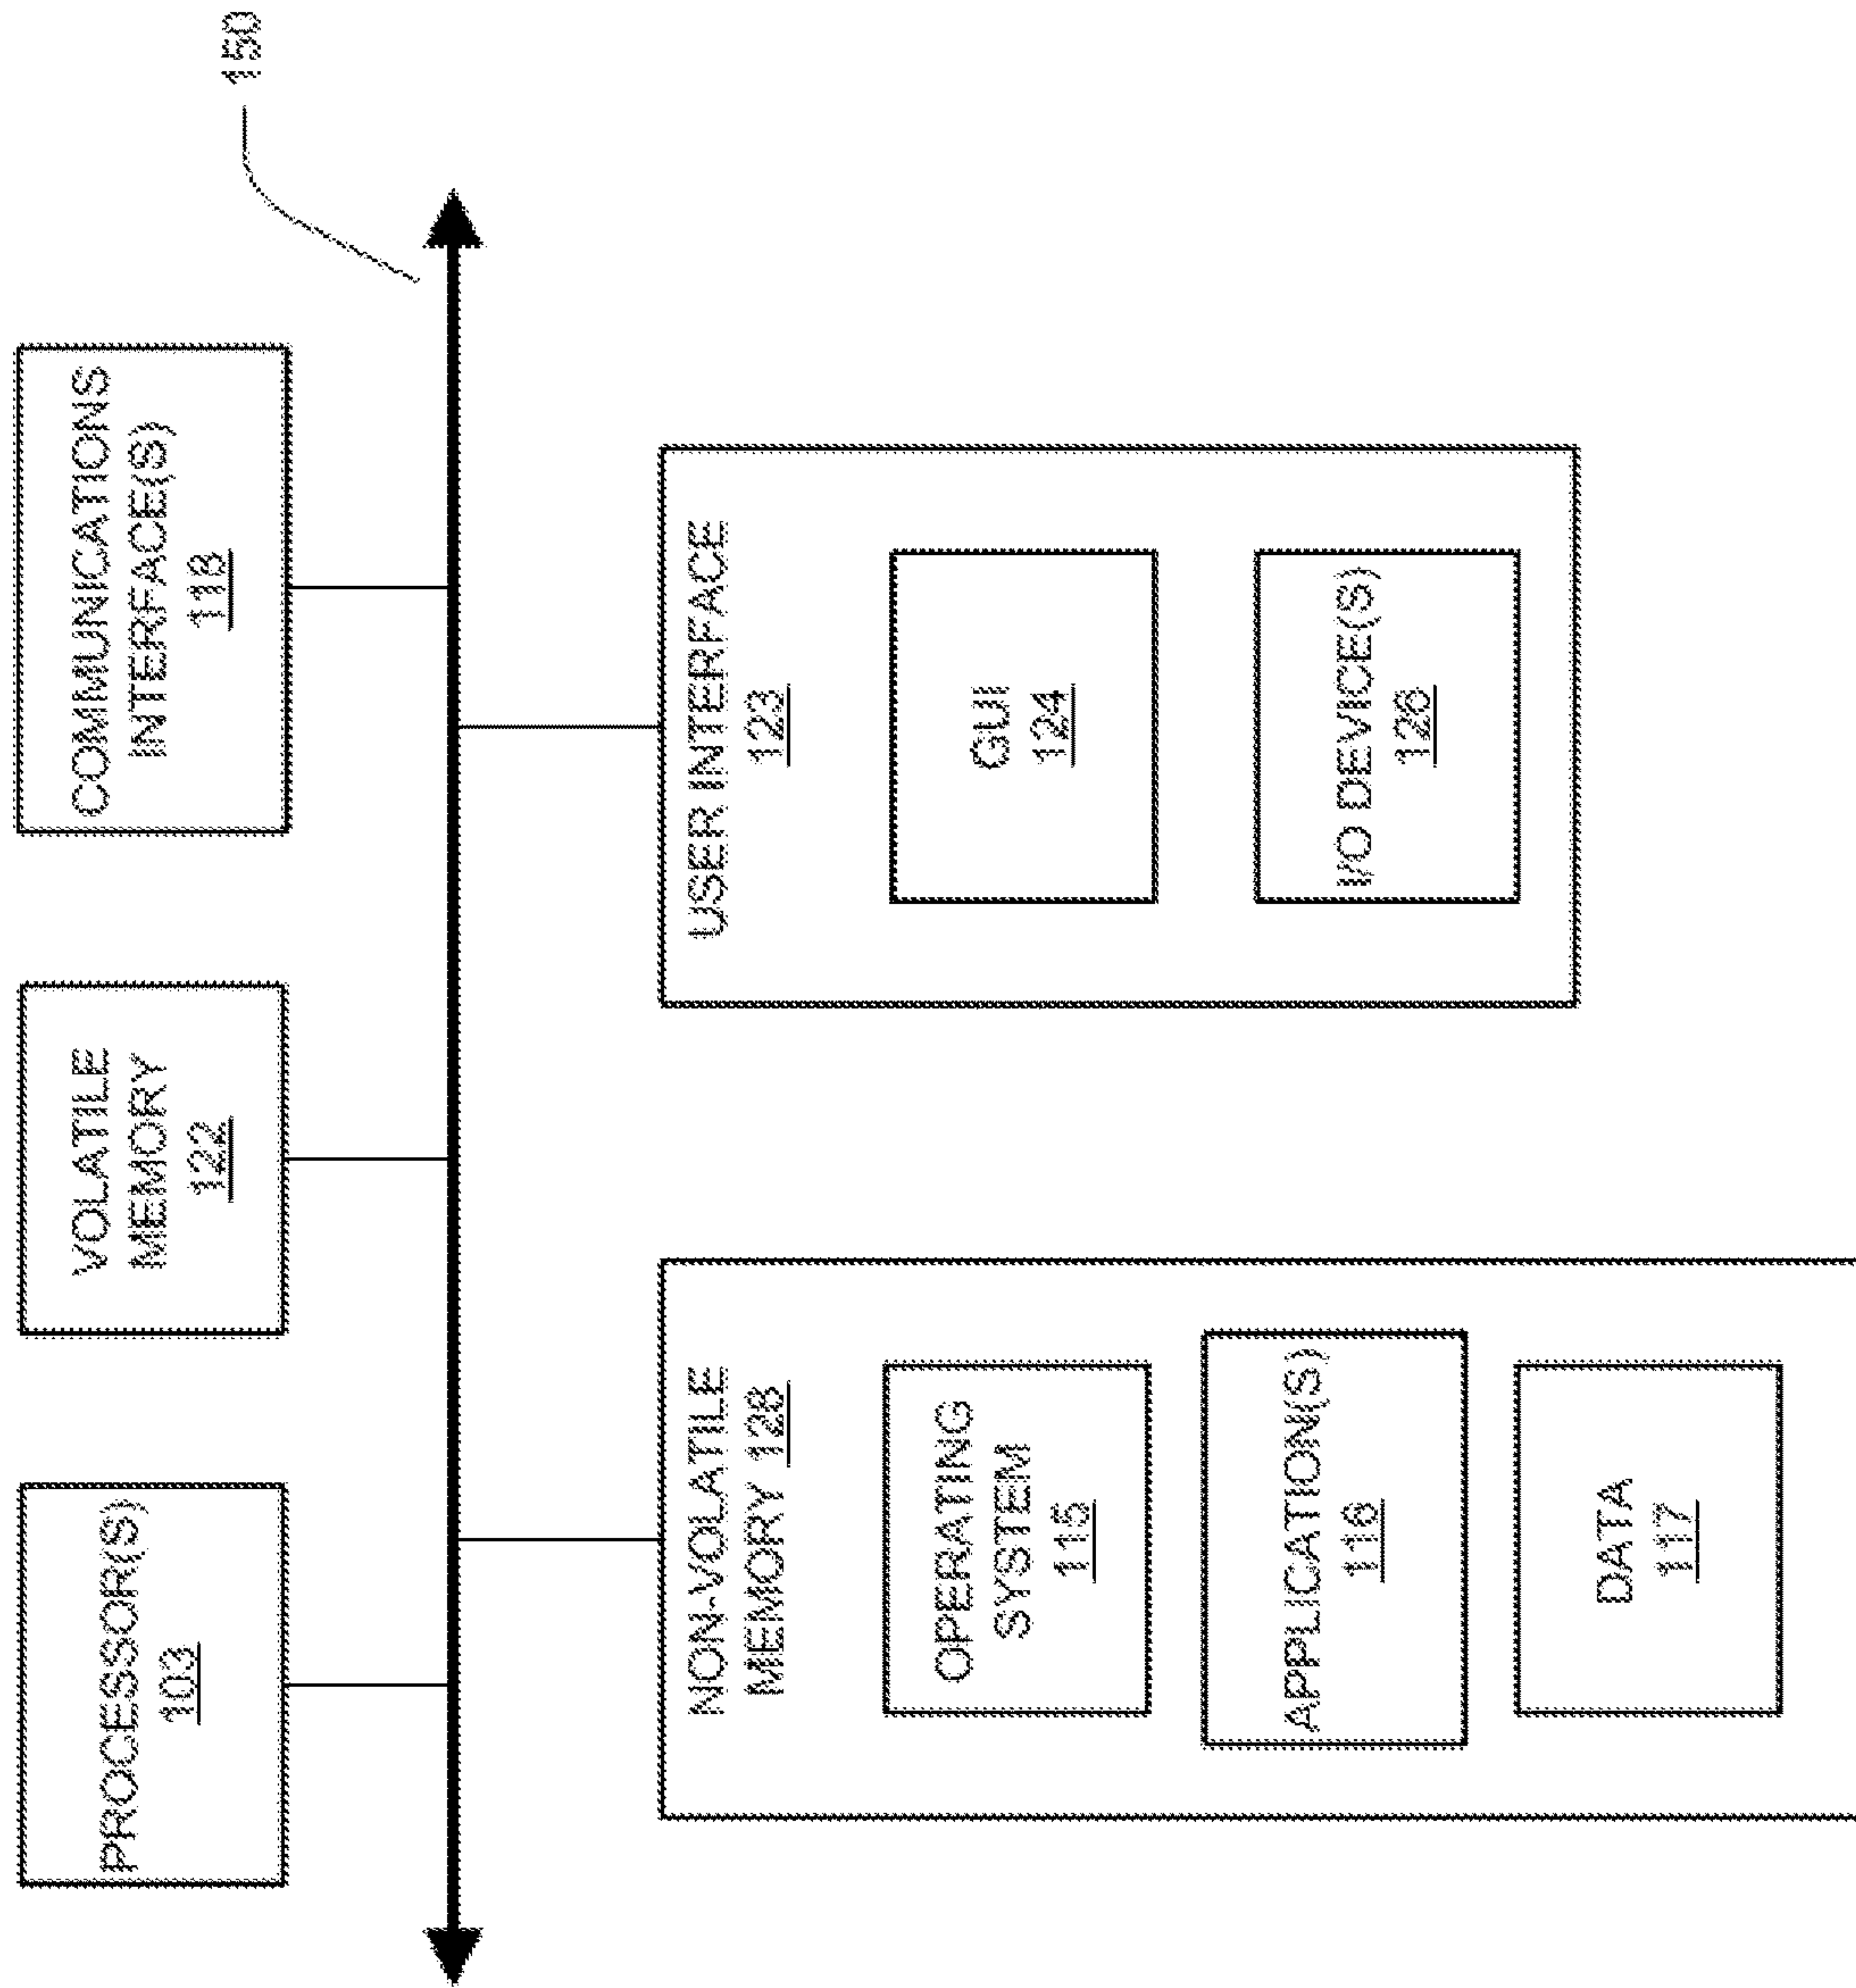 PROCESSOR(S)
103
VOLATILE
MEMORY
122
COMMUNICATIONS
INTERFACE(S)
118
150
NON-VOLATILE
MEMORY 128
OPERATING
SYSTEM
115
APPLICATION(S)
116
DATA
117
USER INTERFACE
123
GUI
124
I/O DEVICE(S)
126